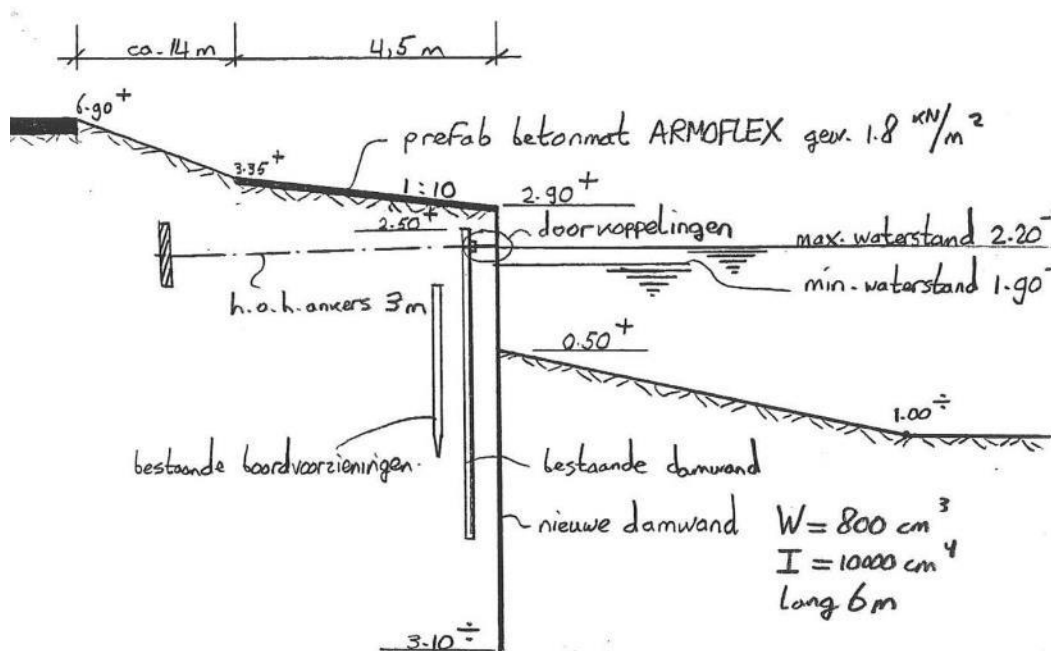 ca. 14 m
4,5 m
6.90 +
prefab betonmat ARMOFLEX gew. 1.8 kN/m²
3.35 +
1:10
2.90 +
2.50 +
doorkoppelingen
max. waterstand 2.20 -
min. waterstand 1.90 -
h.o.h. ankers 3 m
0.50 +
1.00 ÷
bestaande boordvoorzieningen.
bestaande damwand
nieuwe damwand
W = 800 cm³
I = 10000 cm⁴
lang 6 m
3.10 ÷